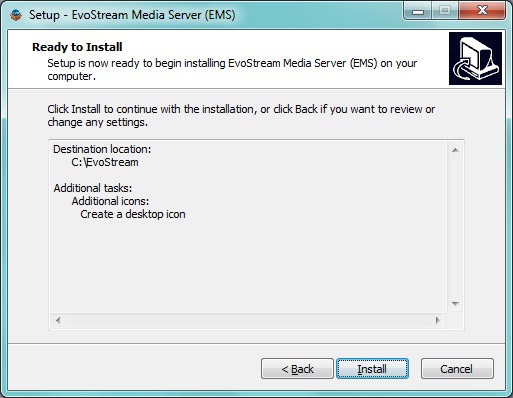 Setup - EvoStream Media Server (EMS)
Ready to Install
Setup is now ready to begin installing EvoStream Media Server (EMS) on your
computer.
Click Install to continue with the installation, or click Back if you want to review or
change any settings.
Destination location:
C:\EvoStream
Additional tasks:
Additional icons:
Create a desktop icon
< Back
Install
Cancel